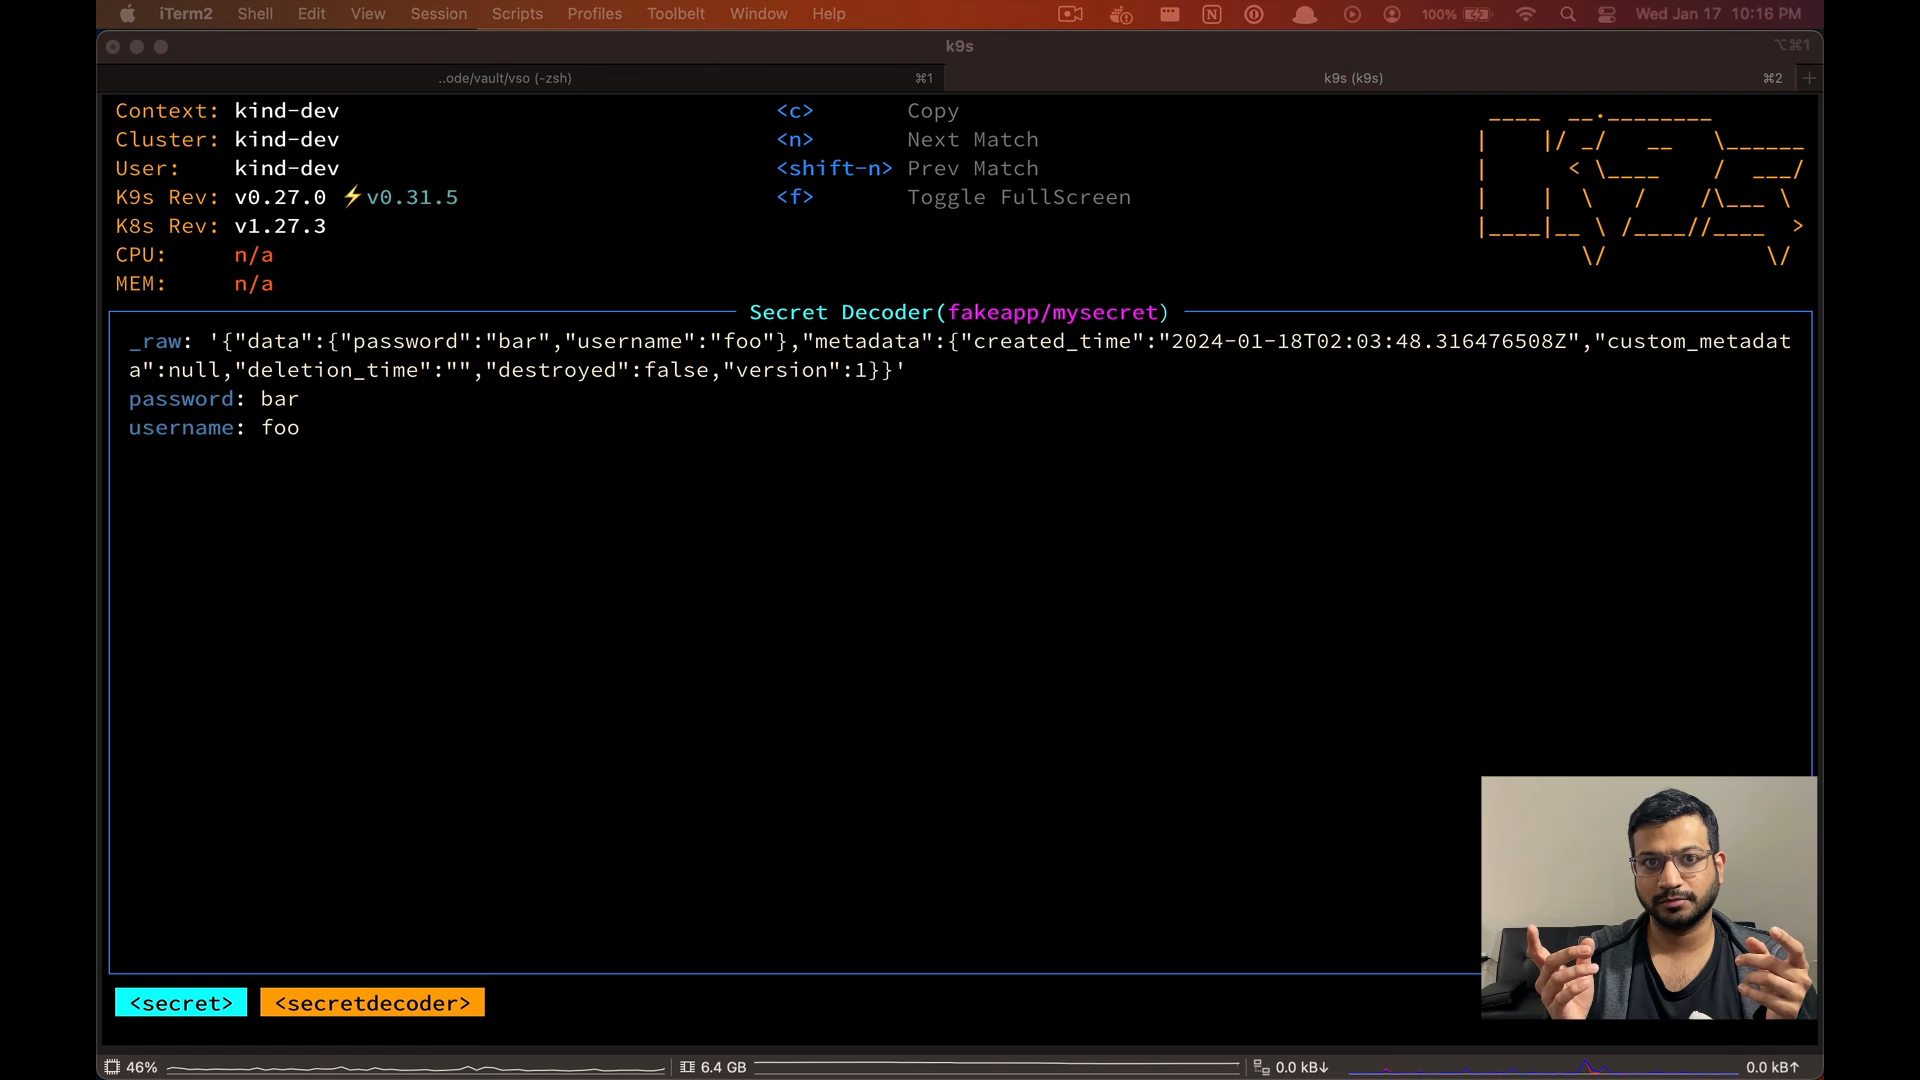 iTerm2 Shell Edit View Session Scripts Profiles Toolbelt Window Help 100% Wed Jan 17 10:16 PM
k9s ⌥⌘1
..ode/vault/vso (-zsh) ⌘1 k9s (k9s) ⌘2
Context: kind-dev <c> Copy
Cluster: kind-dev <n> Next Match
User: kind-dev <shift-n> Prev Match
K9s Rev: v0.27.0 ⚡v0.31.5 <f> Toggle FullScreen
K8s Rev: v1.27.3
CPU: n/a
MEM: n/a
Secret Decoder(fakeapp/mysecret)
_raw: '{"data":{"password":"bar","username":"foo"},"metadata":{"created_time":"2024-01-18T02:03:48.316476508Z","custom_metadat
a":null,"deletion_time":"","destroyed":false,"version":1}}'
password: bar
username: foo
<secret> <secretdecoder>
46% 6.4 GB 0.0 kB↓ 0.0 kB↑